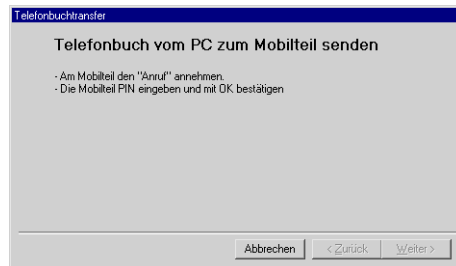 Telefonbuchtransfer
Telefonbuch vom PC zum Mobilteil senden
- Am Mobilteil den "Anruf" annehmen.
- Die Mobilteil PIN eingeben und mit OK bestätigen
Abbrechen < Zurück Weiter >